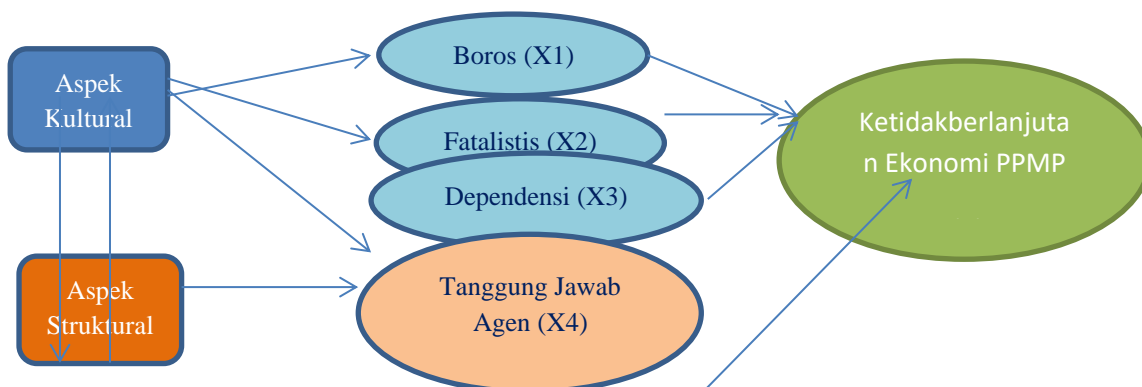 Boros (X1)
Aspek
Kultural
Fatalistis (X2)
Ketidakberlanjuta
n Ekonomi PPMP
Dependensi (X3)
Aspek
Struktural
Tanggung Jawab
Agen (X4)